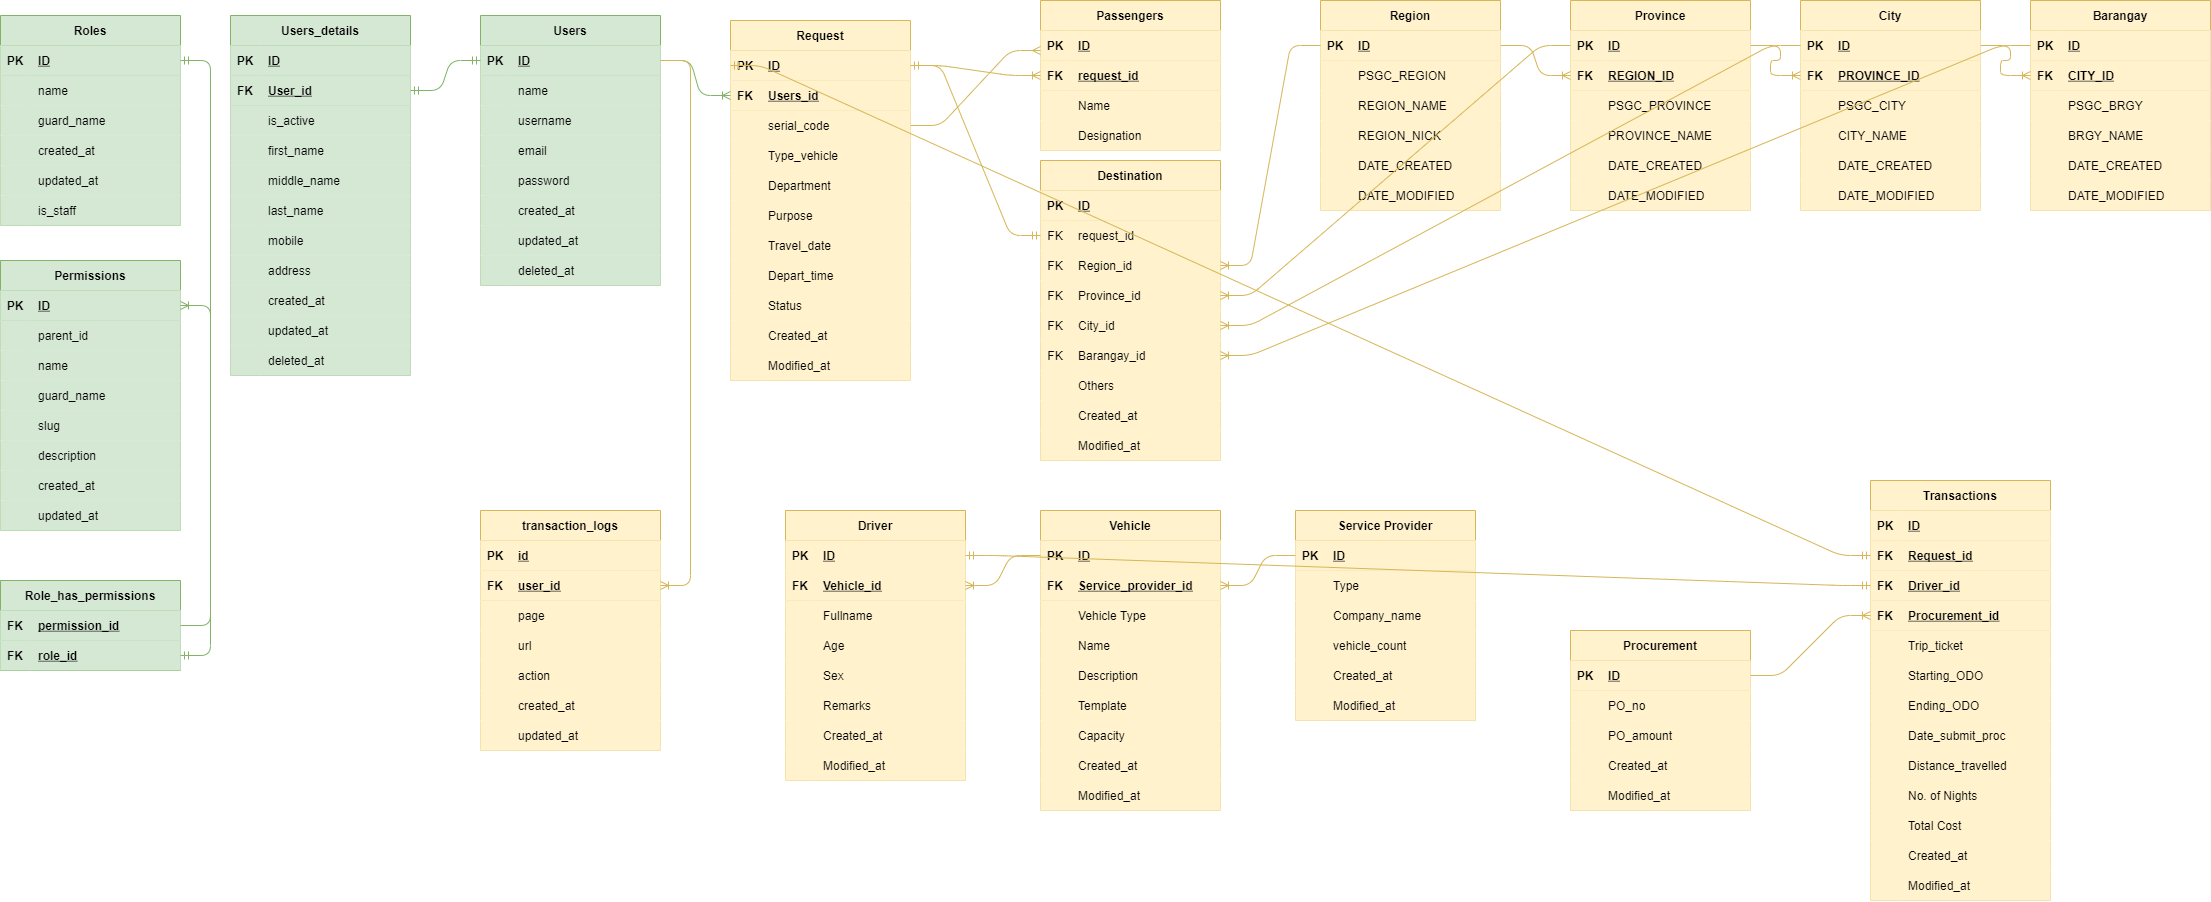 Roles
PK ID
name
guard_name
created_at
updated_at
is_staff
Permissions
PK ID
parent_id
name
guard_name
slug
description
created_at
updated_at
Role_has_permissions
FK permission_id
FK role_id
Users_details
PK ID
FK User_id
is_active
first_name
middle_name
last_name
mobile
address
created_at
updated_at
deleted_at
Users
PK ID
name
username
email
password
created_at
updated_at
deleted_at
transaction_logs
PK id
FK user_id
page
url
action
created_at
updated_at
Request
PK ID
FK Users_id
serial_code
Type_vehicle
Department
Purpose
Travel_date
Depart_time
Status
Created_at
Modified_at
Passengers
PK ID
FK request_id
Name
Designation
Destination
PK ID
FK request_id
FK Region_id
FK Province_id
FK City_id
FK Barangay_id
Others
Created_at
Modified_at
Region
PK ID
PSGC_REGION
REGION_NAME
REGION_NICK
DATE_CREATED
DATE_MODIFIED
Province
PK ID
FK REGION_ID
PSGC_PROVINCE
PROVINCE_NAME
DATE_CREATED
DATE_MODIFIED
City
PK ID
FK PROVINCE_ID
PSGC_CITY
CITY_NAME
DATE_CREATED
DATE_MODIFIED
Barangay
PK ID
FK CITY_ID
PSGC_BRGY
BRGY_NAME
DATE_CREATED
DATE_MODIFIED
Driver
PK ID
FK Vehicle_id
Fullname
Age
Sex
Remarks
Created_at
Modified_at
Vehicle
PK ID
FK Service_provider_id
Vehicle Type
Name
Description
Template
Capacity
Created_at
Modified_at
Service Provider
PK ID
Type
Company_name
vehicle_count
Created_at
Modified_at
Procurement
PK ID
PO_no
PO_amount
Created_at
Modified_at
Transactions
PK ID
FK Request_id
FK Driver_id
FK Procurement_id
Trip_ticket
Starting_ODO
Ending_ODO
Date_submit_proc
Distance_travelled
No. of Nights
Total Cost
Created_at
Modified_at